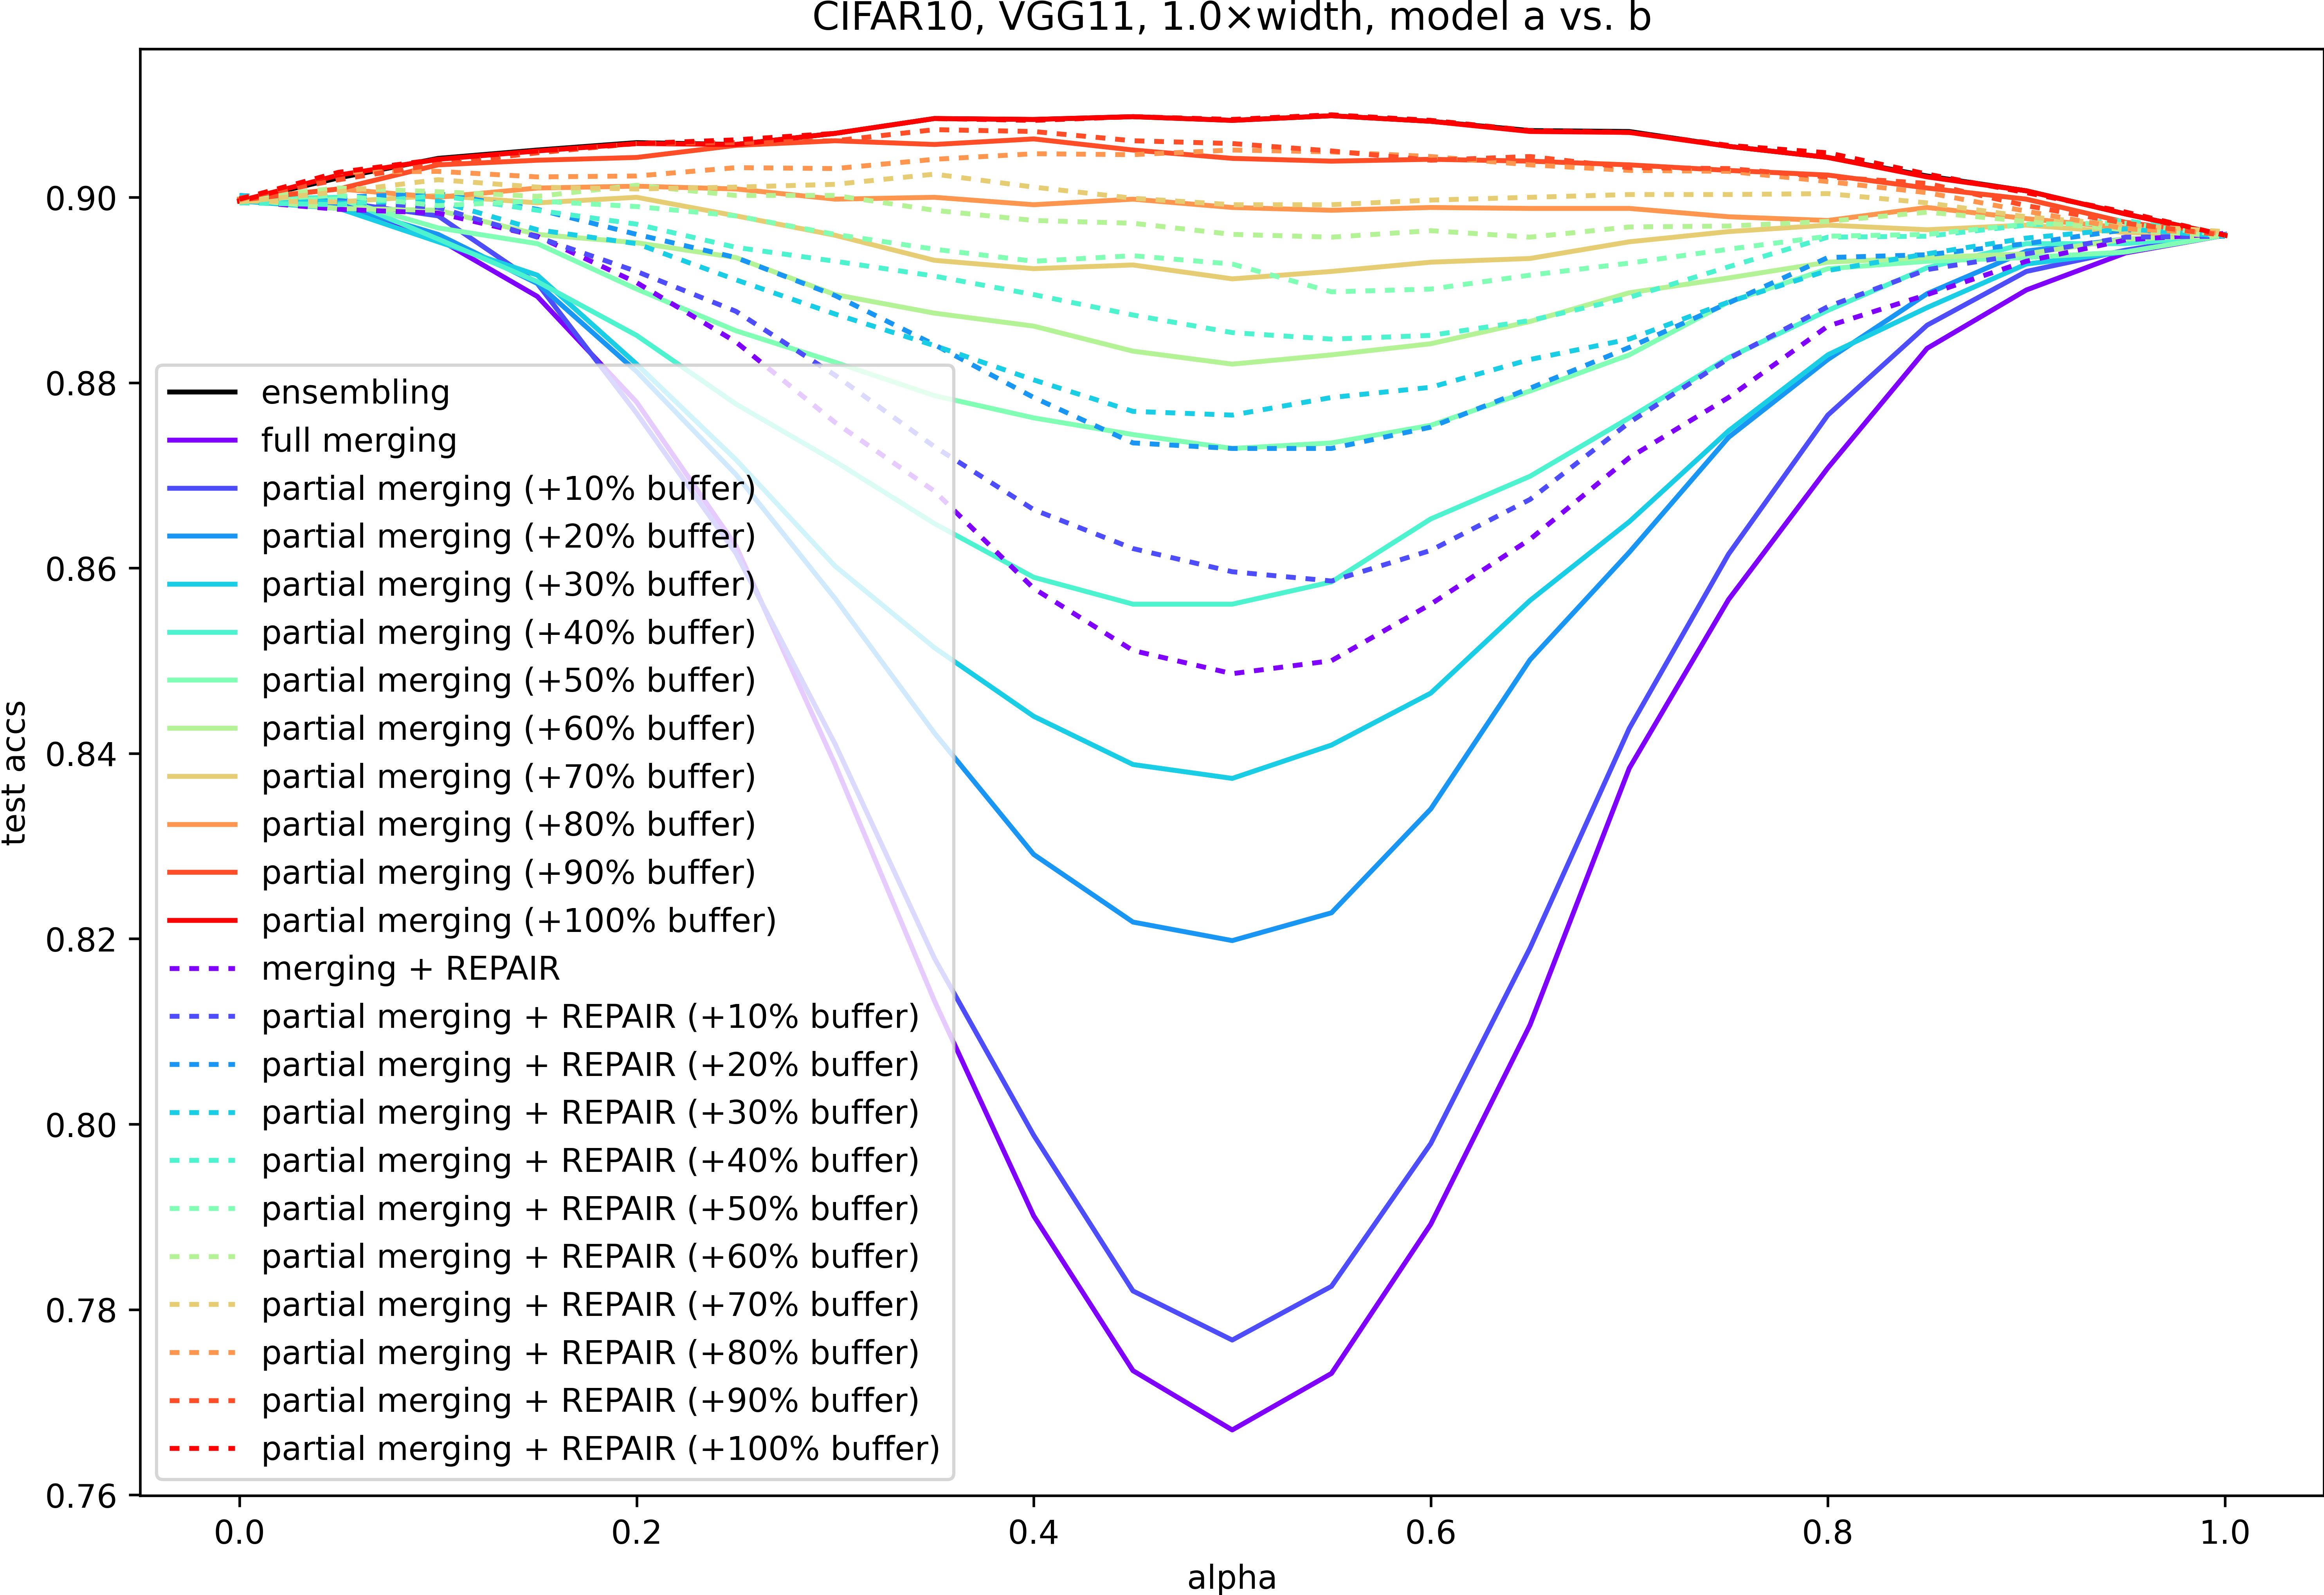 CIFAR10, VGG11, 1.0×width, model a vs. b
test accs
0.90
0.88
0.86
0.84
0.82
0.80
0.78
0.76
ensembling
full merging
partial merging (+10% buffer)
partial merging (+20% buffer)
partial merging (+30% buffer)
partial merging (+40% buffer)
partial merging (+50% buffer)
partial merging (+60% buffer)
partial merging (+70% buffer)
partial merging (+80% buffer)
partial merging (+90% buffer)
partial merging (+100% buffer)
merging + REPAIR
partial merging + REPAIR (+10% buffer)
partial merging + REPAIR (+20% buffer)
partial merging + REPAIR (+30% buffer)
partial merging + REPAIR (+40% buffer)
partial merging + REPAIR (+50% buffer)
partial merging + REPAIR (+60% buffer)
partial merging + REPAIR (+70% buffer)
partial merging + REPAIR (+80% buffer)
partial merging + REPAIR (+90% buffer)
partial merging + REPAIR (+100% buffer)
0.0 0.2 0.4 0.6 0.8 1.0
alpha